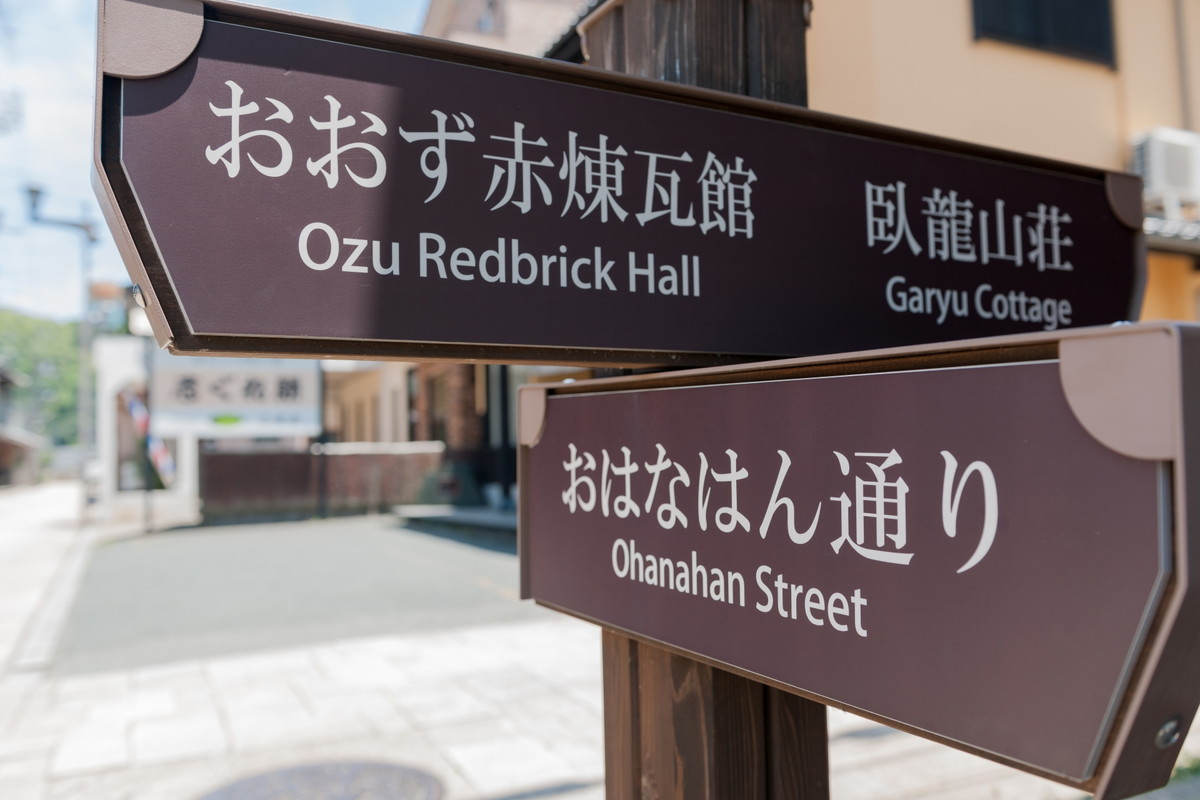 おおず赤煉瓦館
Ozu Redbrick Hall
臥龍山荘
Garyu Cottage
おはなはん通り
Ohanahan Street